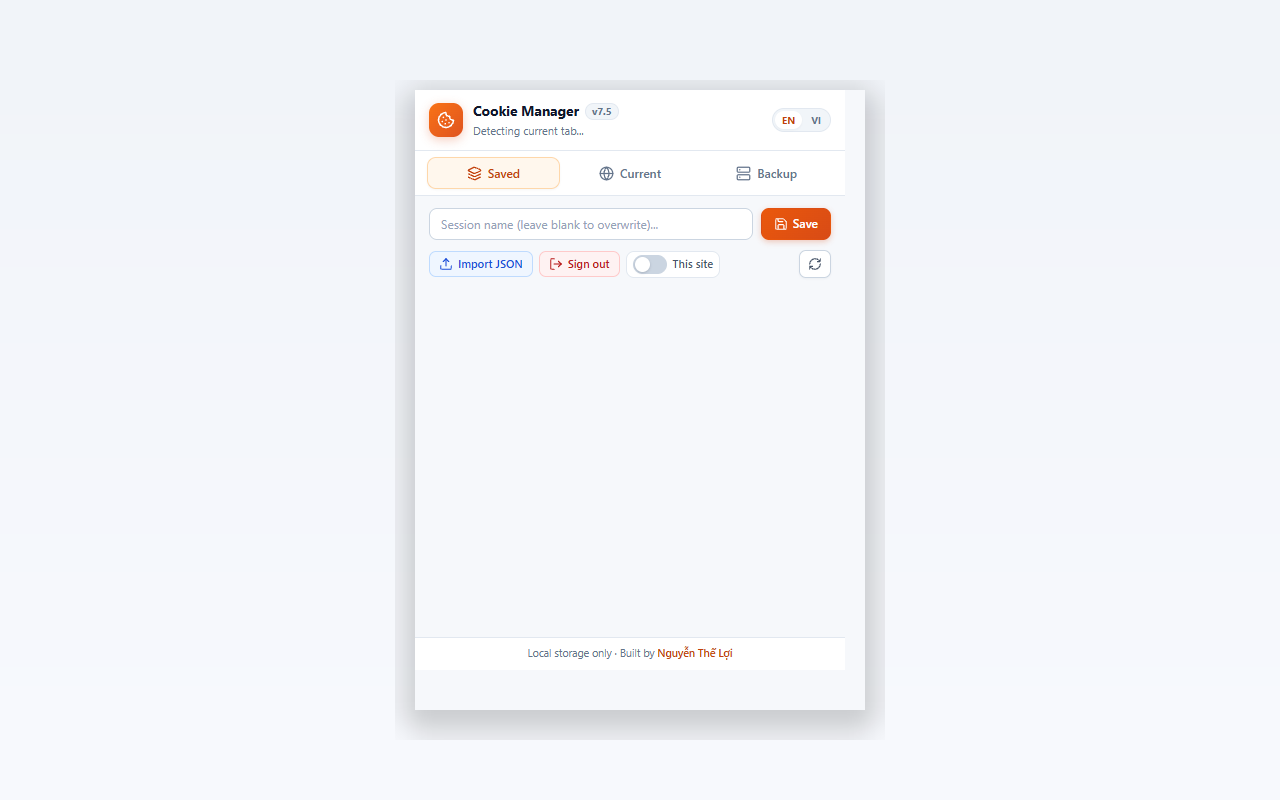 Cookie Manager v7.5
Detecting current tab...
EN VI
Saved Current Backup
Session name (leave blank to overwrite)...
Save
Import JSON Sign out This site
Local storage only · Built by Nguyễn Thế Lợi